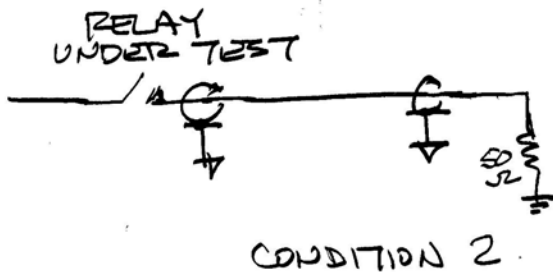 RELAY
UNDER TEST
50
Ω
CONDITION 2.